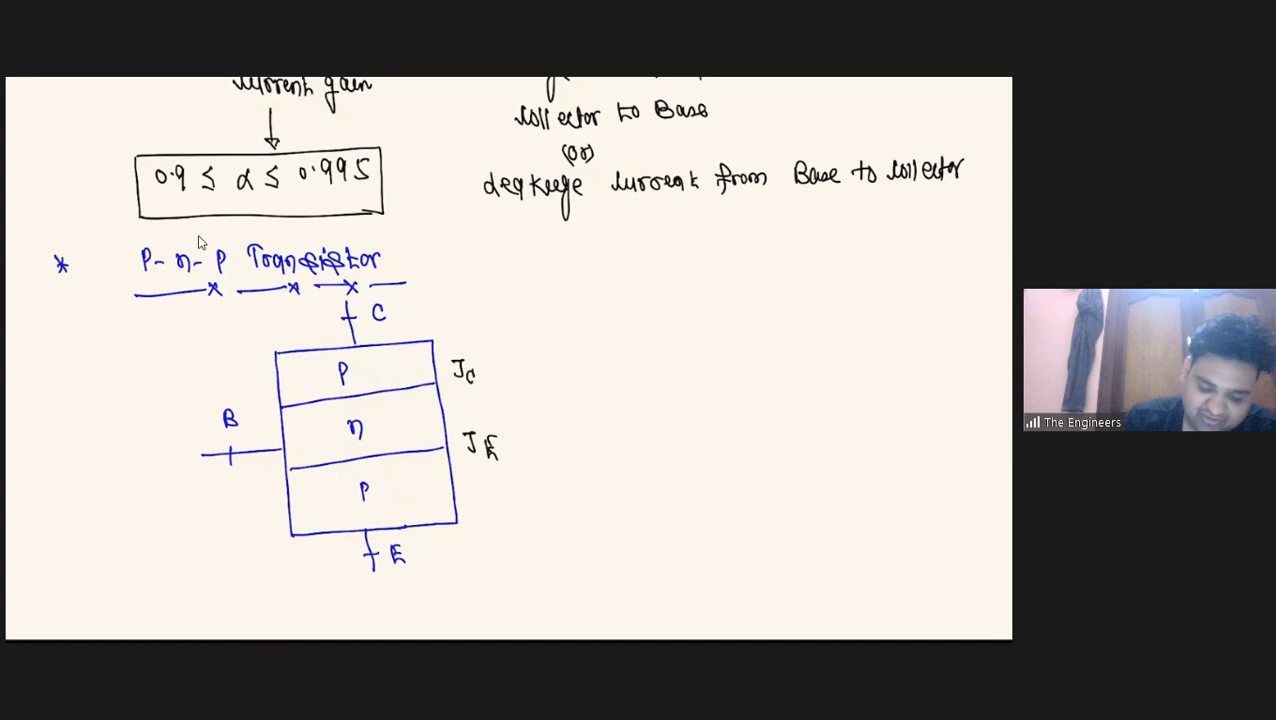 current gain
collector to Base
(or)
0.9 ≤ α ≤ 0.995
leakage current from Base to collector
* P-n-P Transistor
C
P
JC
B
n
JE
P
E
The Engineers